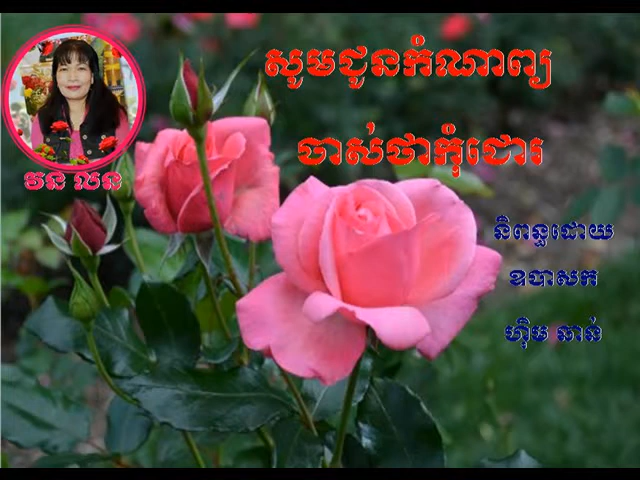 សូមជូនកំណាព្យ
ចាស់ថាកុំជោរ
វន លន
និពន្ធដោយ
ឧបាសក
ហ៊ិម ឆាន់